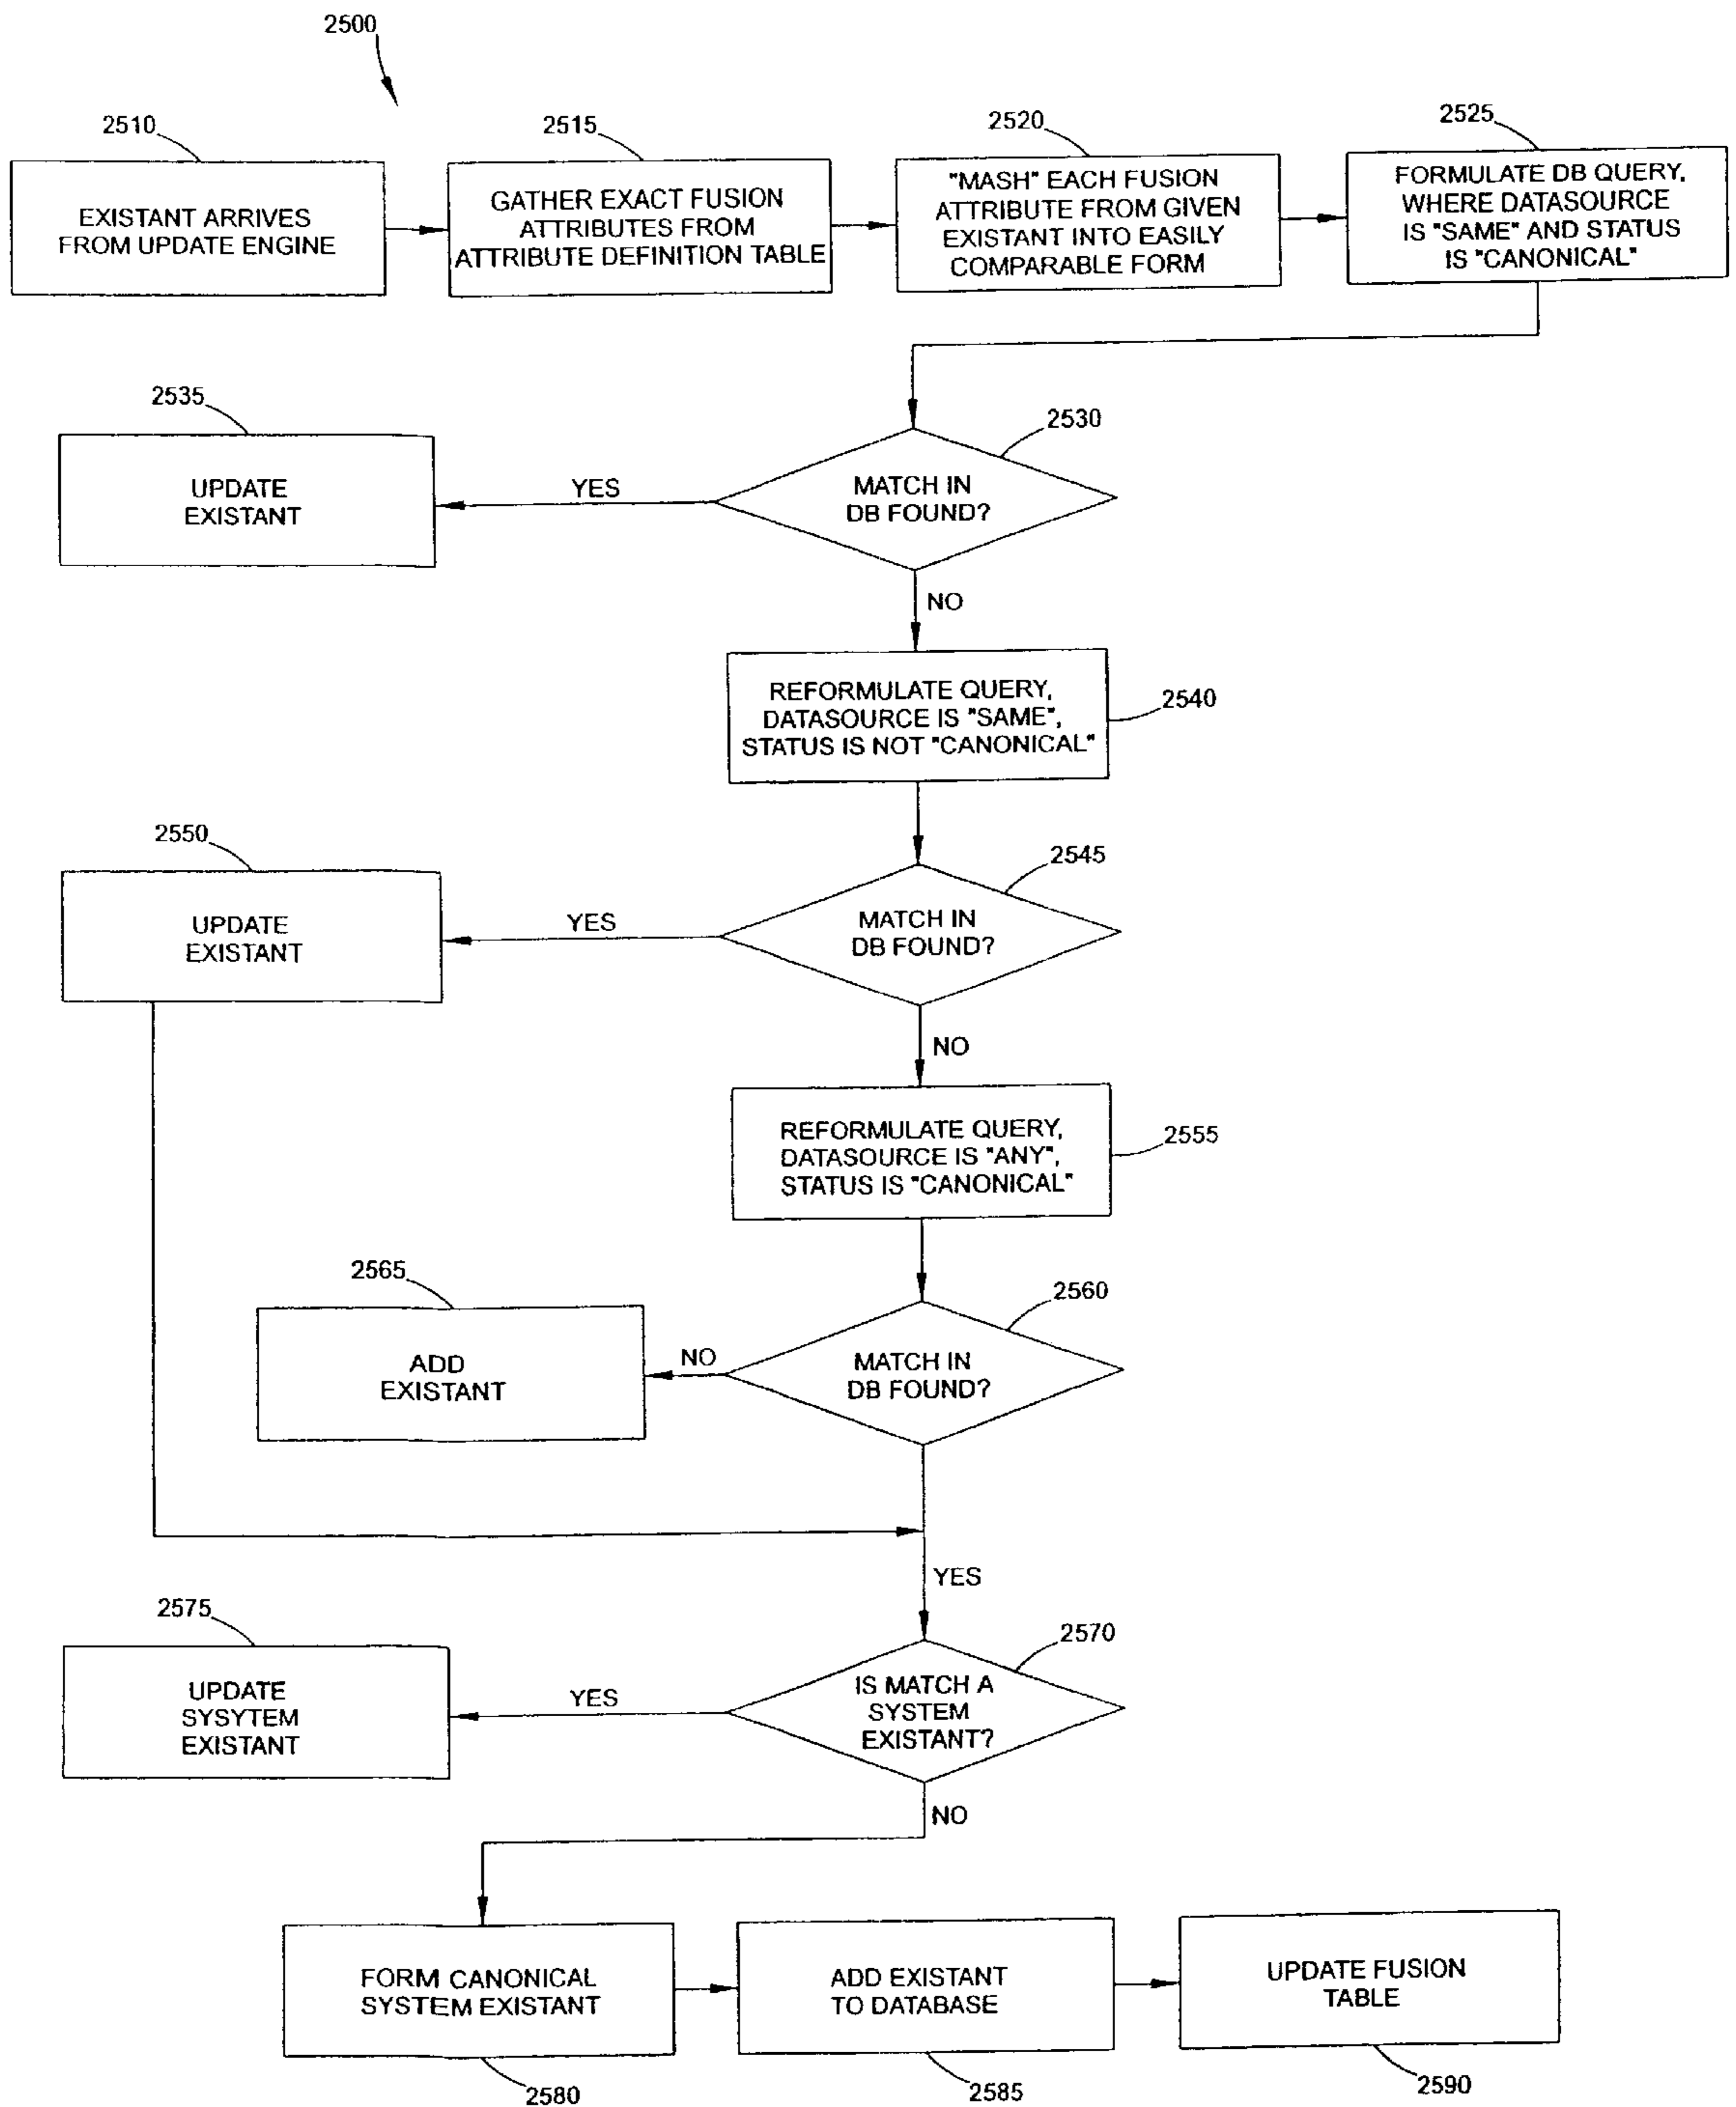 2500
2510
EXISTANT ARRIVES
FROM UPDATE ENGINE
2515
GATHER EXACT FUSION
ATTRIBUTES FROM
ATTRIBUTE DEFINITION TABLE
2520
"MASH" EACH FUSION
ATTRIBUTE FROM GIVEN
EXISTANT INTO EASILY
COMPARABLE FORM
2525
FORMULATE DB QUERY,
WHERE DATASOURCE
IS "SAME" AND STATUS
IS "CANONICAL"
2535
UPDATE
EXISTANT
YES
2530
MATCH IN
DB FOUND?
NO
REFORMULATE QUERY,
DATASOURCE IS "SAME",
STATUS IS NOT "CANONICAL"
2540
2550
UPDATE
EXISTANT
YES
2545
MATCH IN
DB FOUND?
NO
REFORMULATE QUERY,
DATASOURCE IS "ANY",
STATUS IS "CANONICAL"
2555
2565
ADD
EXISTANT
NO
2560
MATCH IN
DB FOUND?
YES
2575
UPDATE
SYSYTEM
EXISTANT
YES
2570
IS MATCH A
SYSTEM
EXISTANT?
NO
FORM CANONICAL
SYSTEM EXISTANT
2580
ADD EXISTANT
TO DATABASE
2585
UPDATE FUSION
TABLE
2590